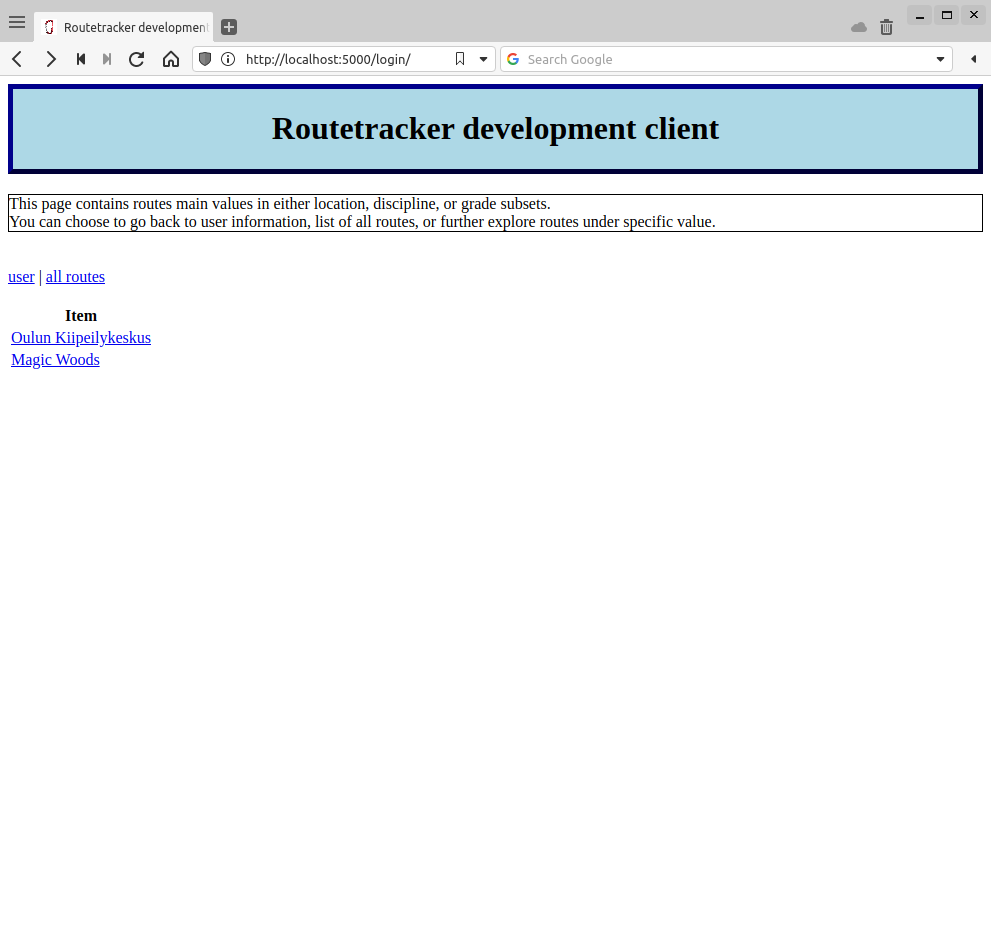 Routetracker development
http://localhost:5000/login/
Search Google
Routetracker development client
This page contains routes main values in either location, discipline, or grade subsets.
You can choose to go back to user information, list of all routes, or further explore routes under specific value.
user | all routes
Item
Oulun Kiipeilykeskus
Magic Woods